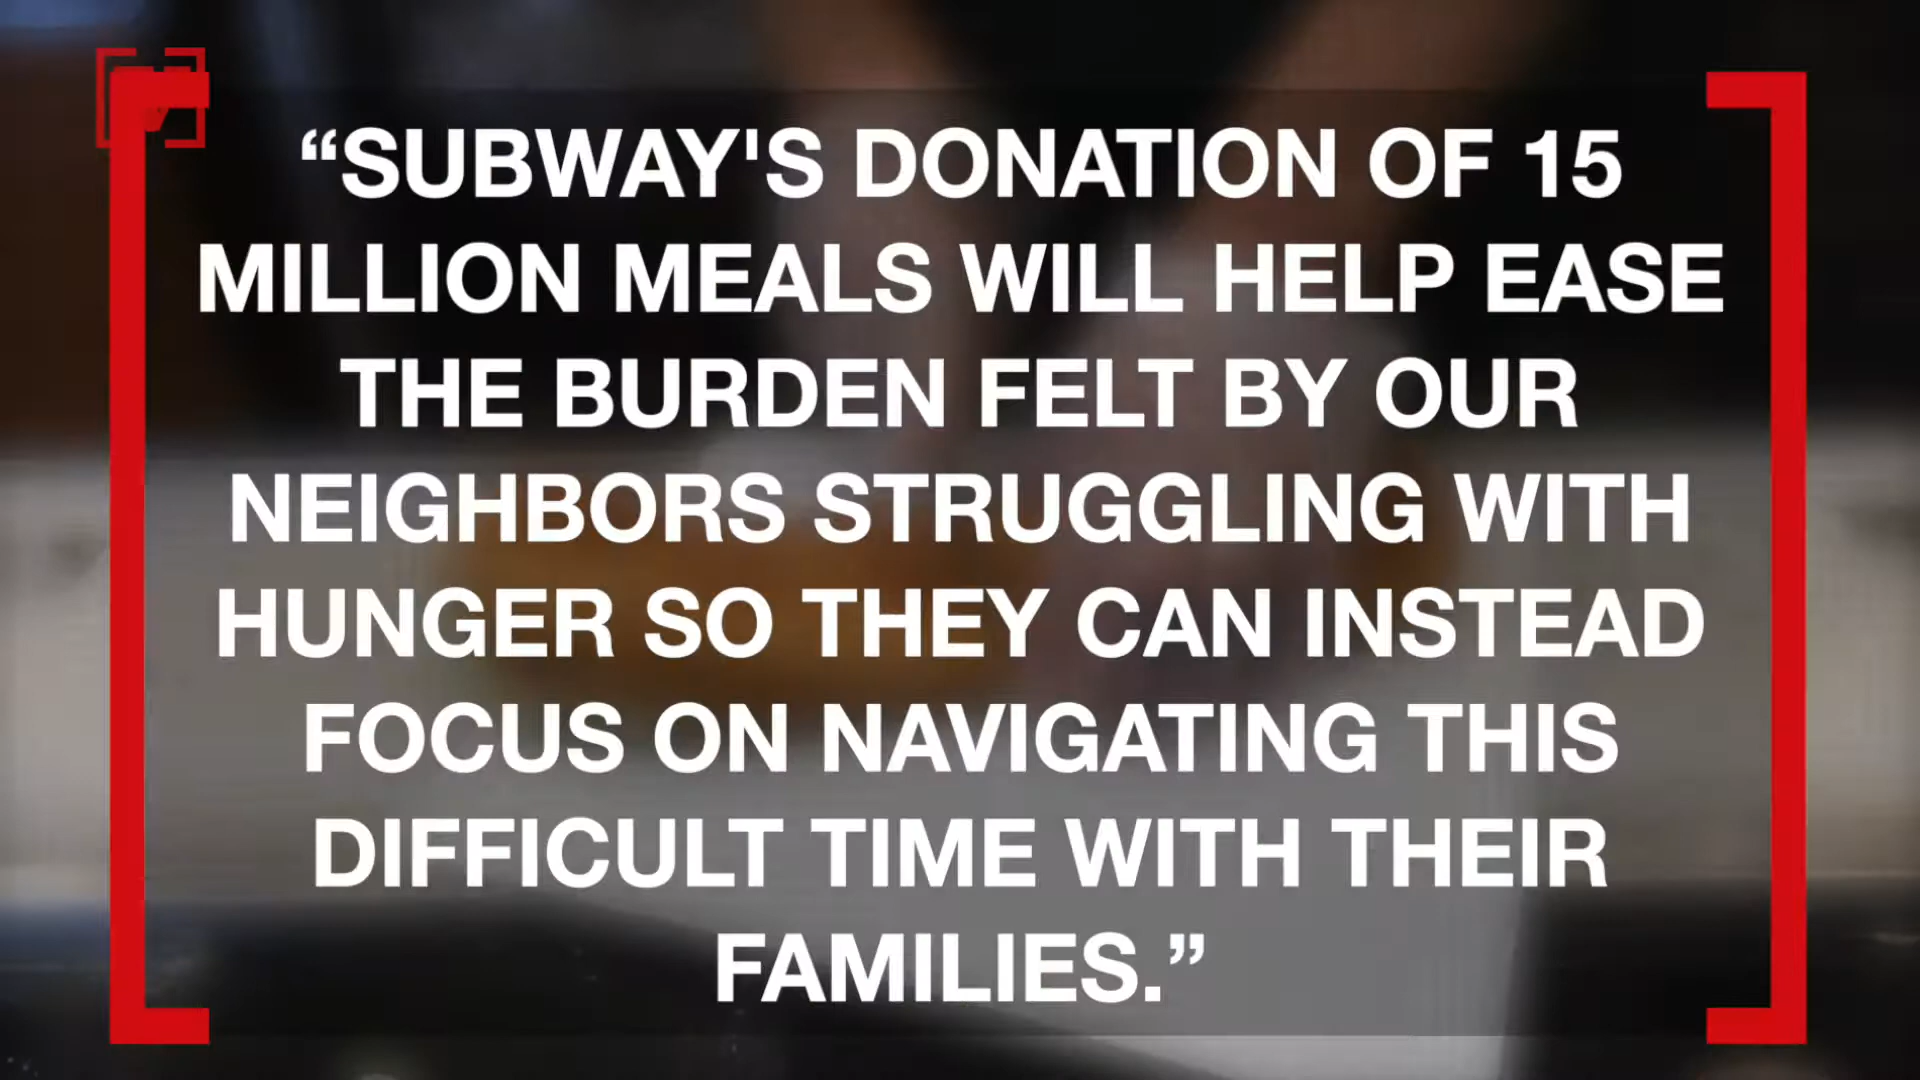 “SUBWAY'S DONATION OF 15
MILLION MEALS WILL HELP EASE
THE BURDEN FELT BY OUR
NEIGHBORS STRUGGLING WITH
HUNGER SO THEY CAN INSTEAD
FOCUS ON NAVIGATING THIS
DIFFICULT TIME WITH THEIR
FAMILIES.”